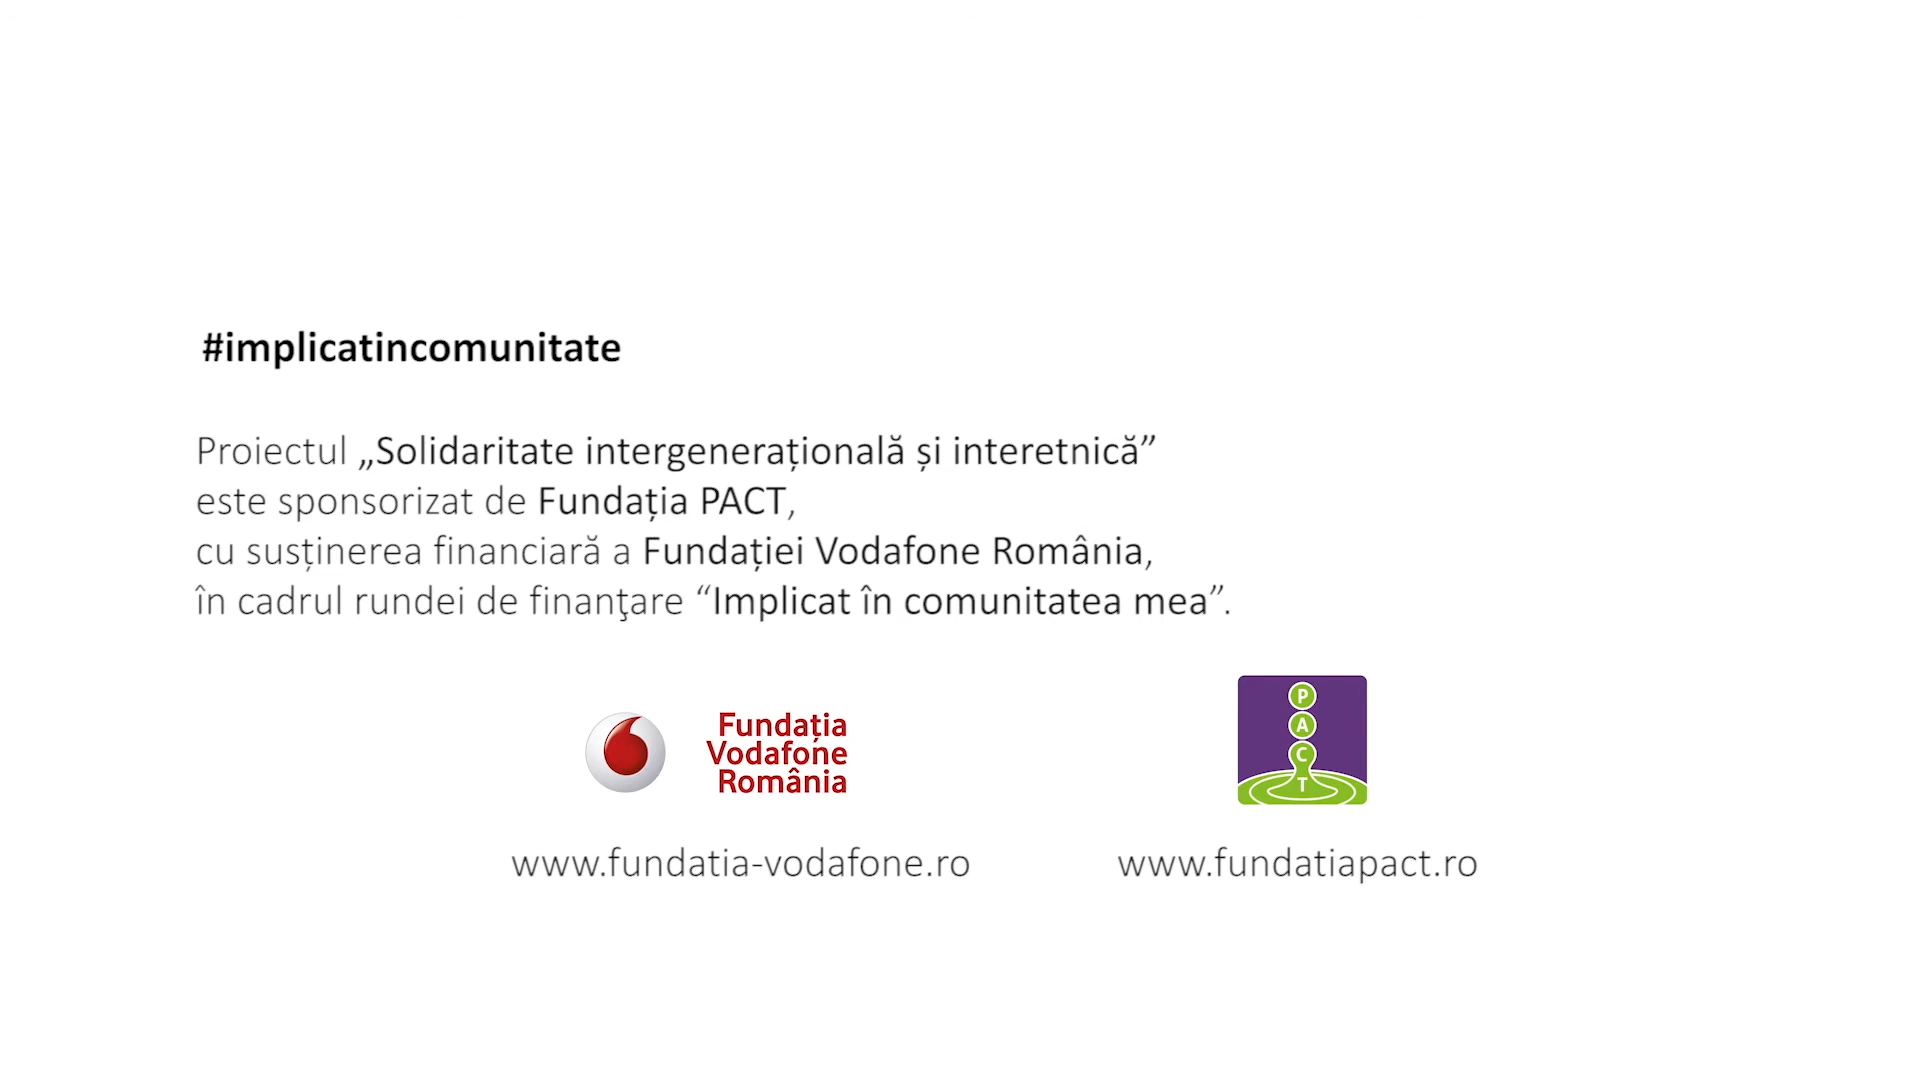 #implicatincomunitate
Proiectul „Solidaritate intergenerațională și interetnică”
este sponsorizat de Fundația PACT,
cu susținerea financiară a Fundației Vodafone România,
în cadrul rundei de finanţare “Implicat în comunitatea mea”.
Fundația
Vodafone
România
P
A
C
T
www.fundatia-vodafone.ro
www.fundatiapact.ro